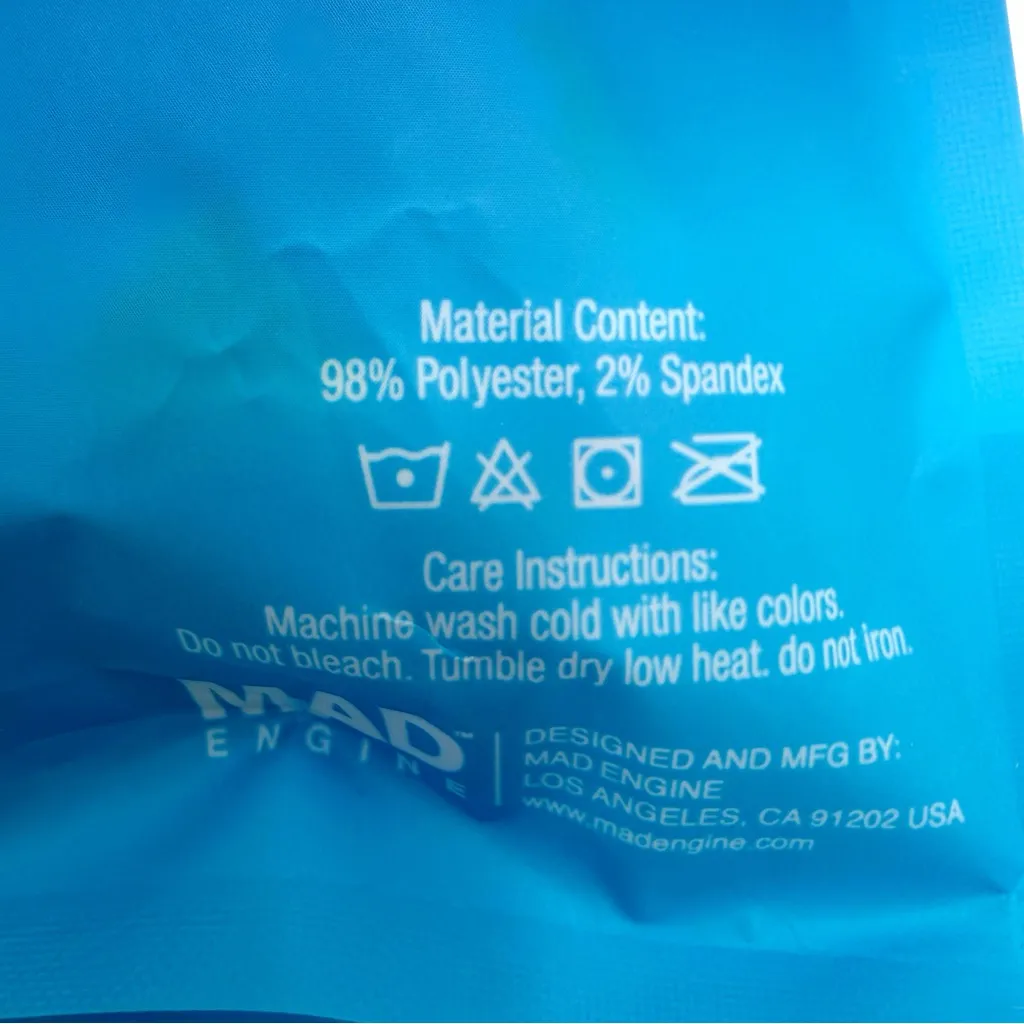 Material Content:
98% Polyester, 2% Spandex
Care Instructions:
Machine wash cold with like colors.
Do not bleach. Tumble dry low heat. do not iron.
MAD™
ENGINE
DESIGNED AND MFG BY:
MAD ENGINE
LOS ANGELES, CA 91202 USA
www.madengine.com